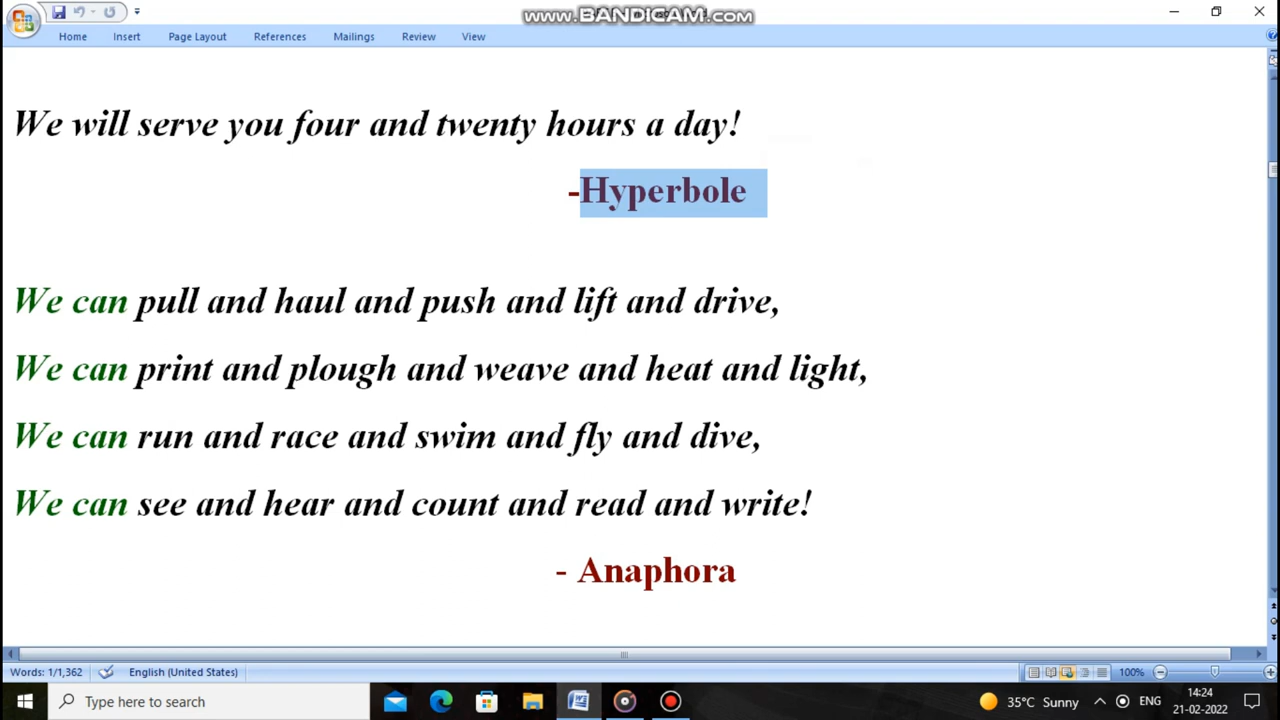 www.BANDICAM.com
Home Insert Page Layout References Mailings Review View
We will serve you four and twenty hours a day!
-Hyperbole
We can pull and haul and push and lift and drive,
We can print and plough and weave and heat and light,
We can run and race and swim and fly and dive,
We can see and hear and count and read and write!
- Anaphora
Words: 1/1,362 English (United States) 100%
Type here to search 35°C Sunny ENG 14:24
21-02-2022